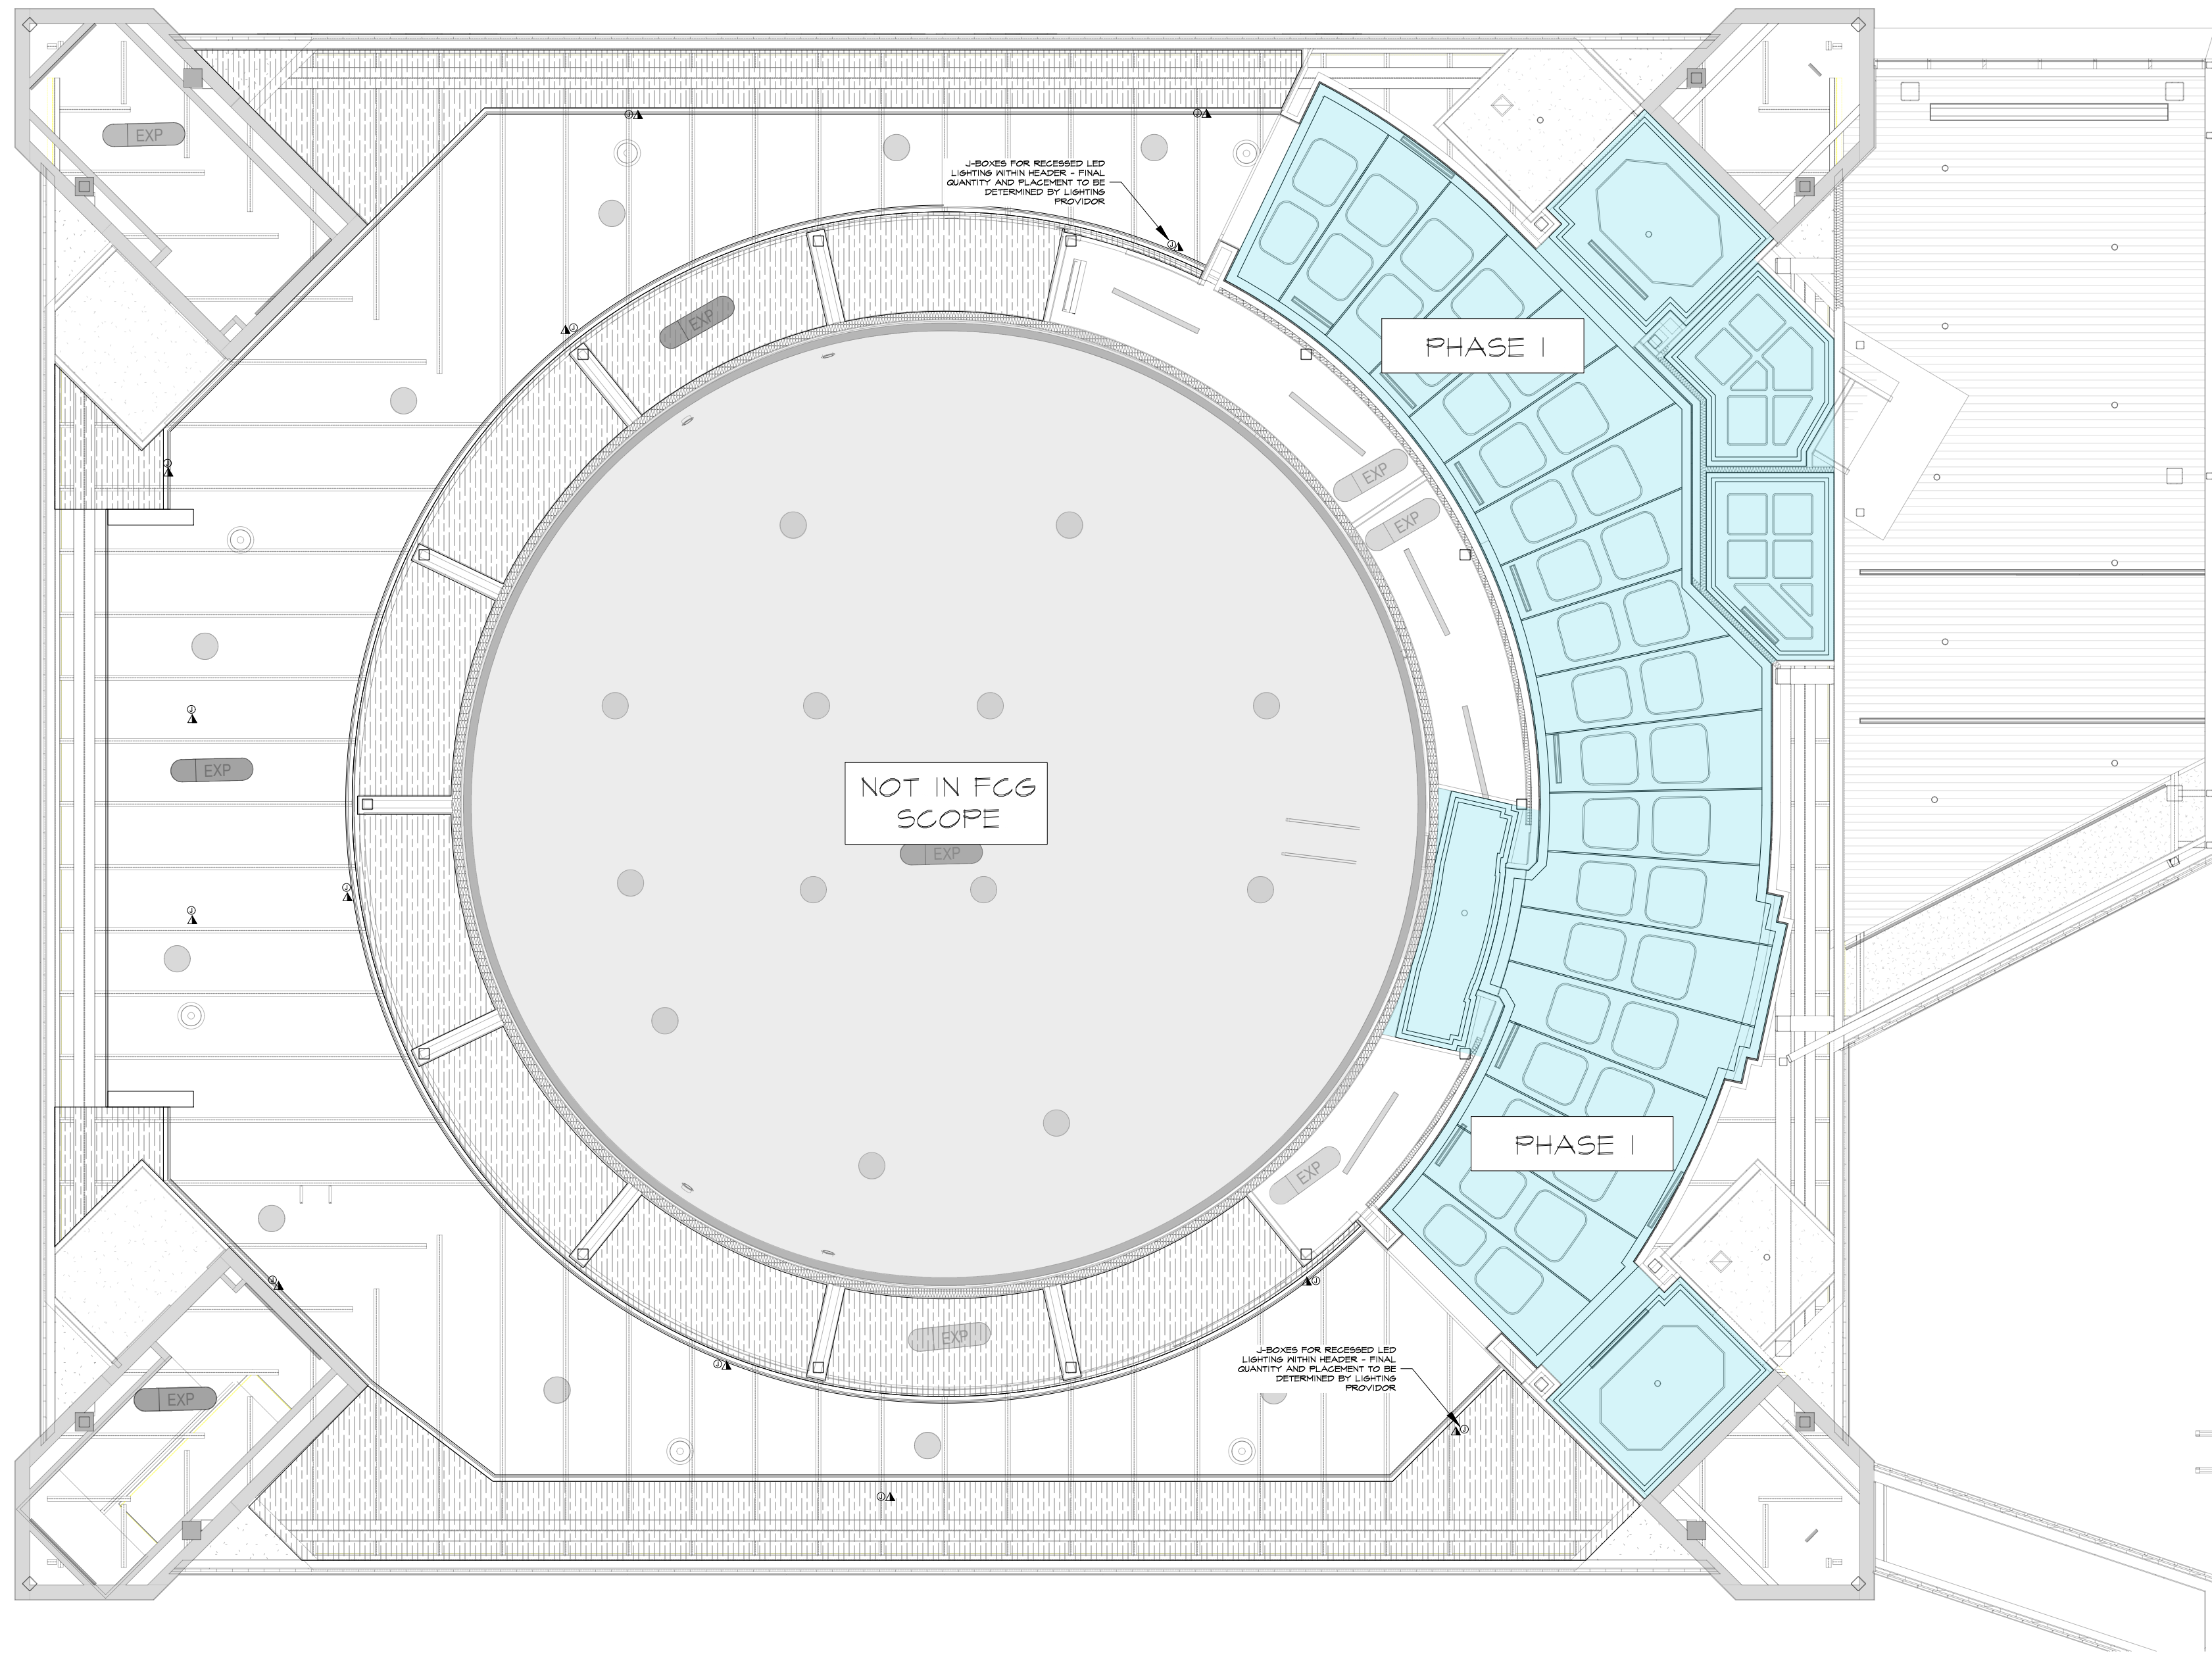 EXP
J-BOXES FOR RECESSED LED
LIGHTING WITHIN HEADER - FINAL
QUANTITY AND PLACEMENT TO BE
DETERMINED BY LIGHTING
PROVIDOR
J
J
J
EXP
J
PHASE 1
J
EXP
EXP
J
EXP
NOT IN FCG
SCOPE
EXP
J
J
PHASE 1
EXP
J
J
EXP
J
J-BOXES FOR RECESSED LED
LIGHTING WITHIN HEADER - FINAL
QUANTITY AND PLACEMENT TO BE
DETERMINED BY LIGHTING
PROVIDOR
EXP
J
J